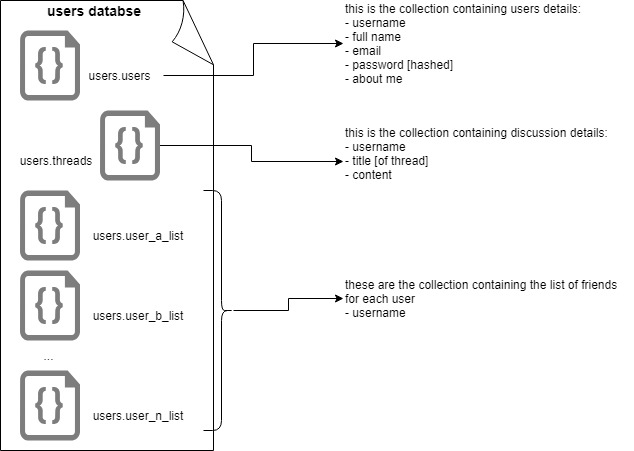 users databse
users.users
users.threads
users.user_a_list
users.user_b_list
...
users.user_n_list
this is the collection containing users details:
- username
- full name
- email
- password [hashed]
- about me
this is the collection containing discussion details:
- username
- title [of thread]
- content
these are the collection containing the list of friends
for each user
- username